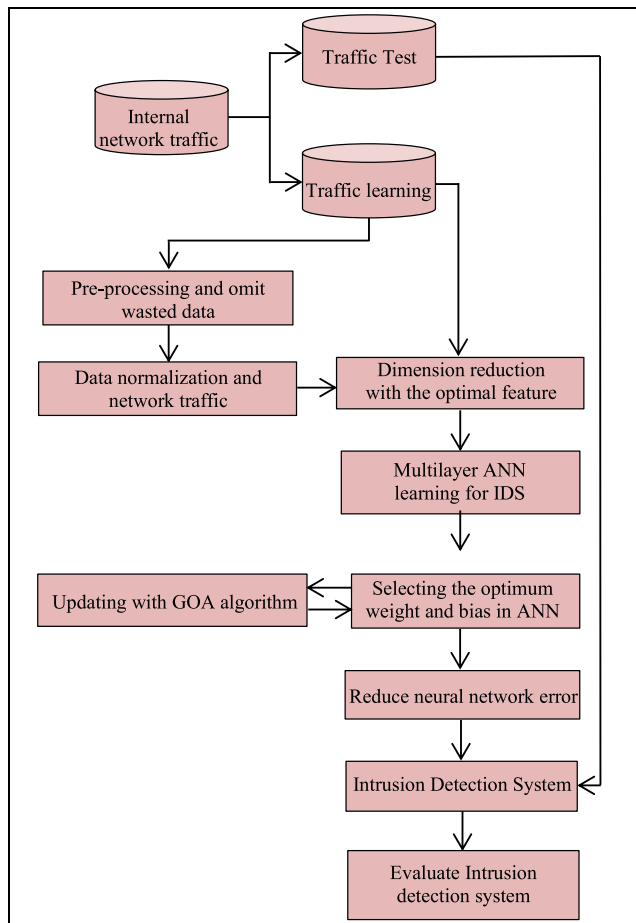 Traffic Test
Internal
network traffic
Traffic learning
Pre-processing and omit
wasted data
Data normalization and
network traffic
Dimension reduction
with the optimal feature
Multilayer ANN
learning for IDS
Updating with GOA algorithm
Selecting the optimum
weight and bias in ANN
Reduce neural network error
Intrusion Detection System
Evaluate Intrusion
detection system